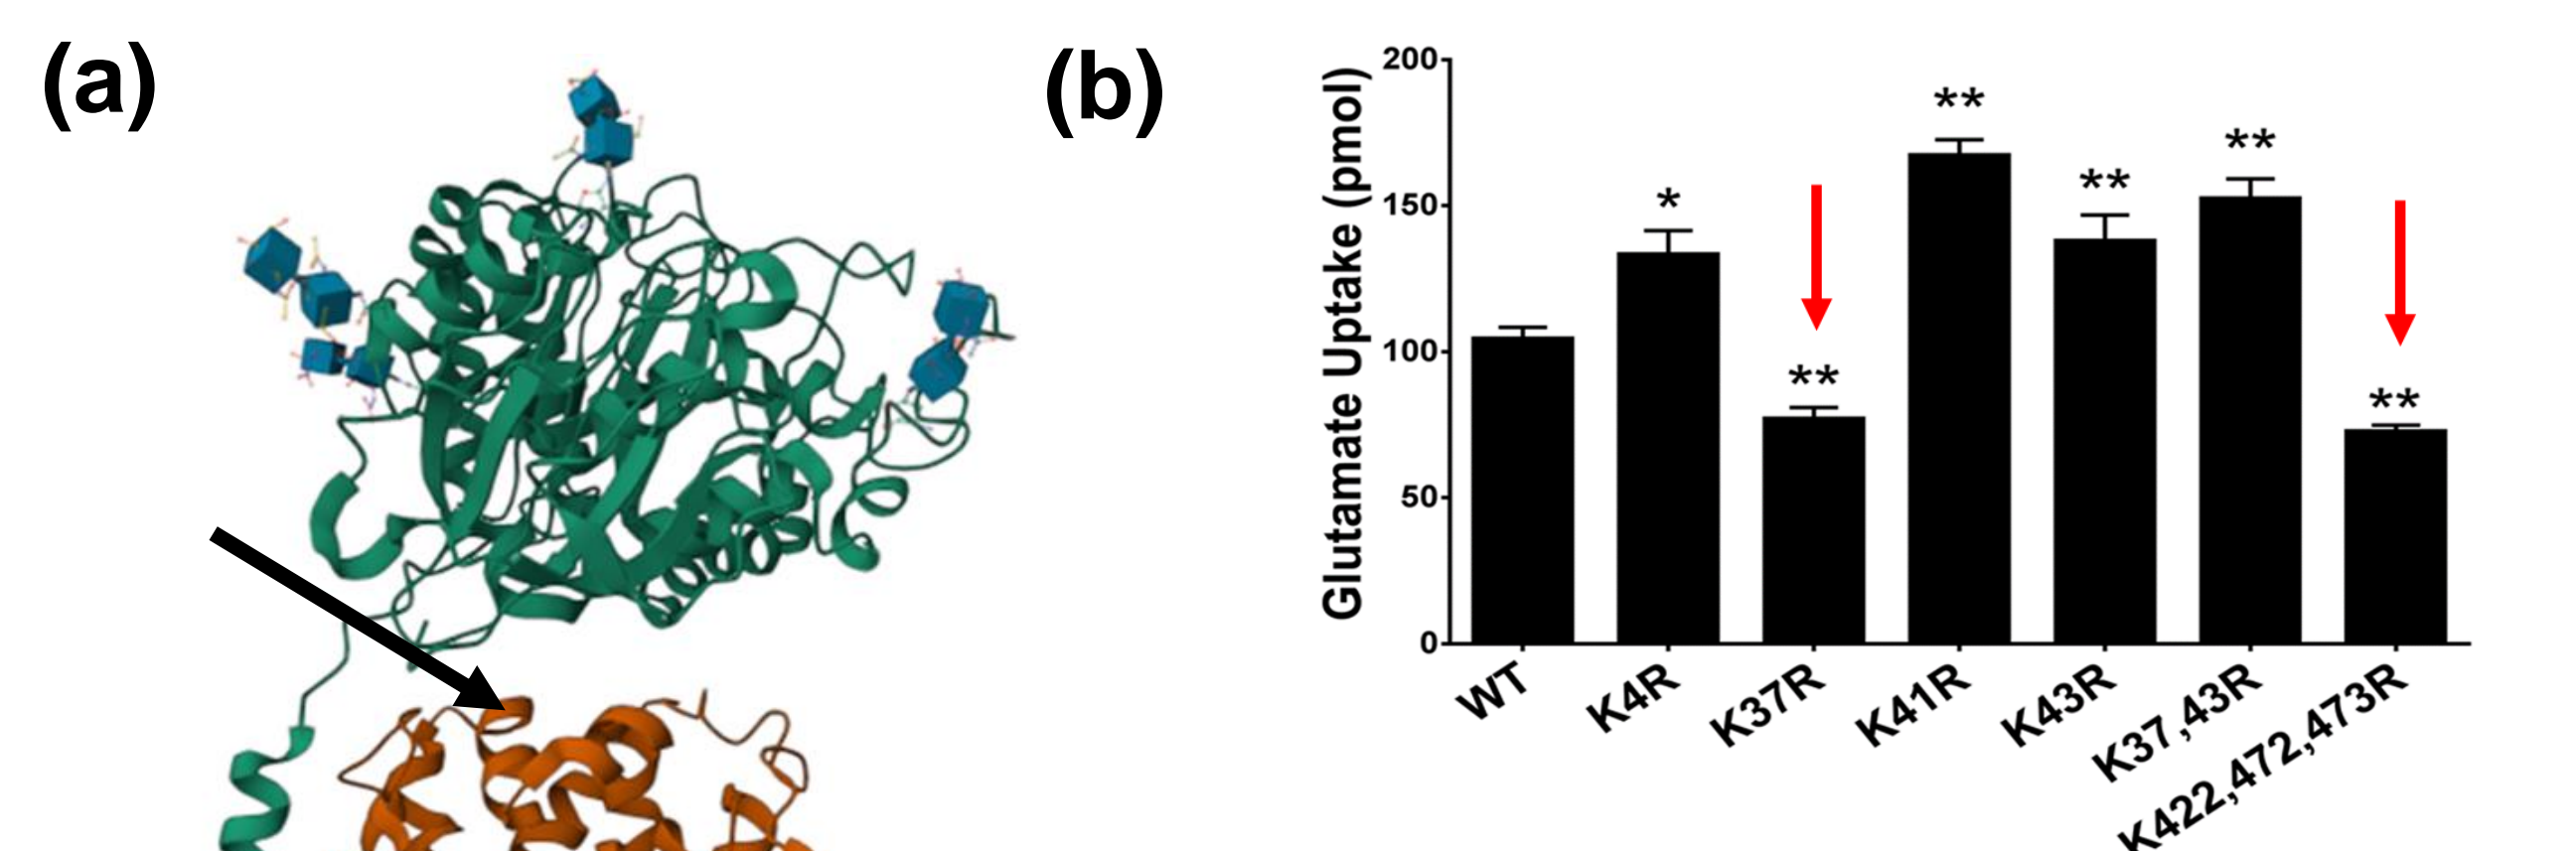 (a)
(b)
Glutamate Uptake (pmol)
200
150
100
50
0
*
**
**
**
**
**
WT
K4R
K37R
K41R
K43R
K37,43R
K422,472,473R